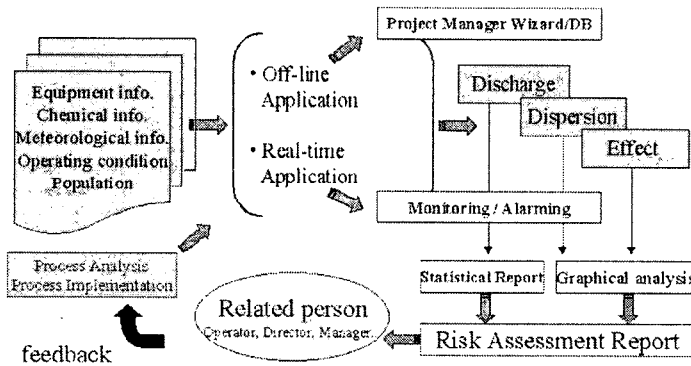 Equipment info.
Chemical info.
Meteorological info.
Operating condition
Population
• Off-line
Application
• Real-time
Application
Project Manager Wizard/DB
Discharge
Dispersion
Effect
Monitoring / Alarming
Process Analysis
Process Implementation
Statistical Report
Graphical analysis
Related person
Operator, Director, Manager...
Risk Assessment Report
feedback